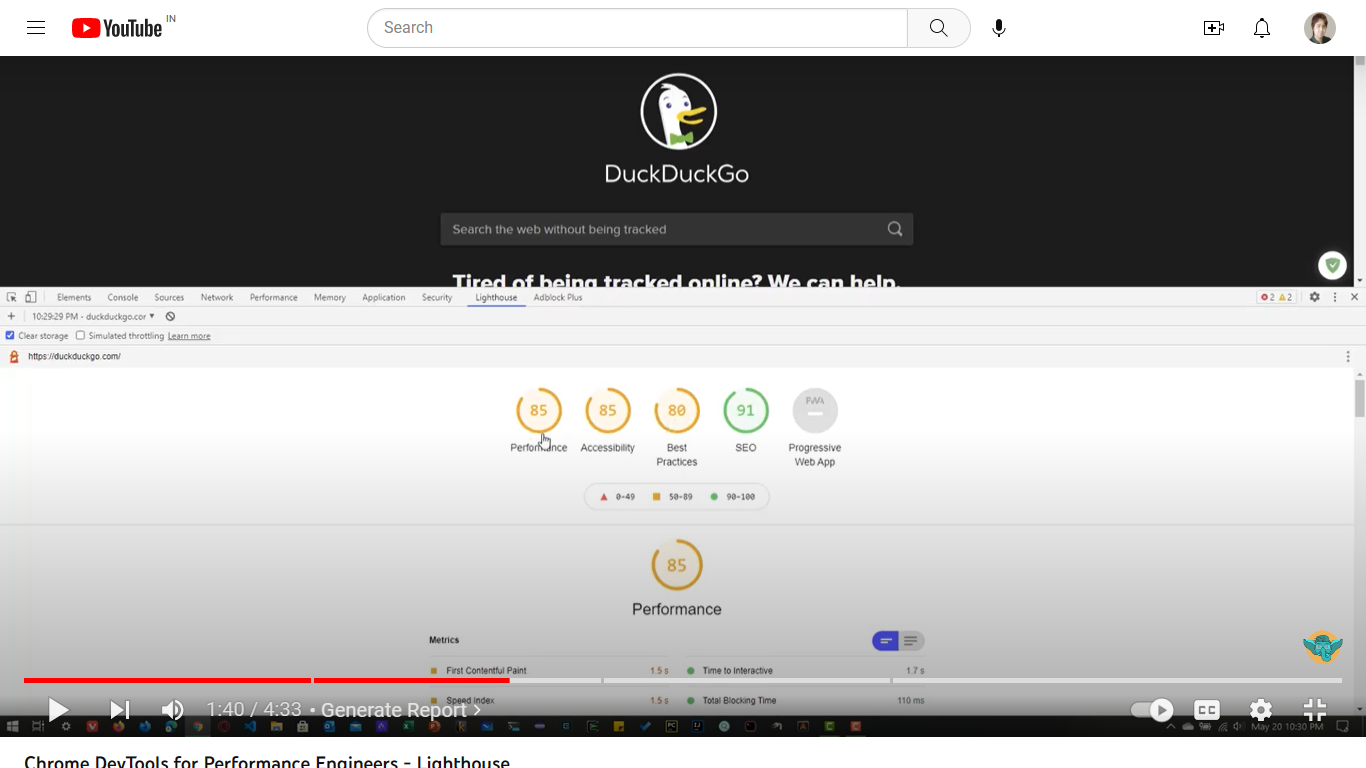 YouTube IN
Search
DuckDuckGo
Search the web without being tracked
Tired of being tracked online? We can help.
Elements Console Sources Network Performance Memory Application Security Lighthouse Adblock Plus 2 2
+ 10:29:29 PM - duckduckgo.cor
Clear storage Simulated throttling Learn more
https://duckduckgo.com/
85 85 80 91 PWA
Performance Accessibility Best Practices SEO Progressive Web App
0-49 50-89 90-100
85
Performance
Metrics
First Contentful Paint 1.5 s Time to Interactive 1.7 s
Speed Index 1.5 s Total Blocking Time 110 ms
1:40 / 4:33 • Generate Report
CC
May 20 10:30 PM
Chrome DevTools for Performance Engineers - Lighthouse